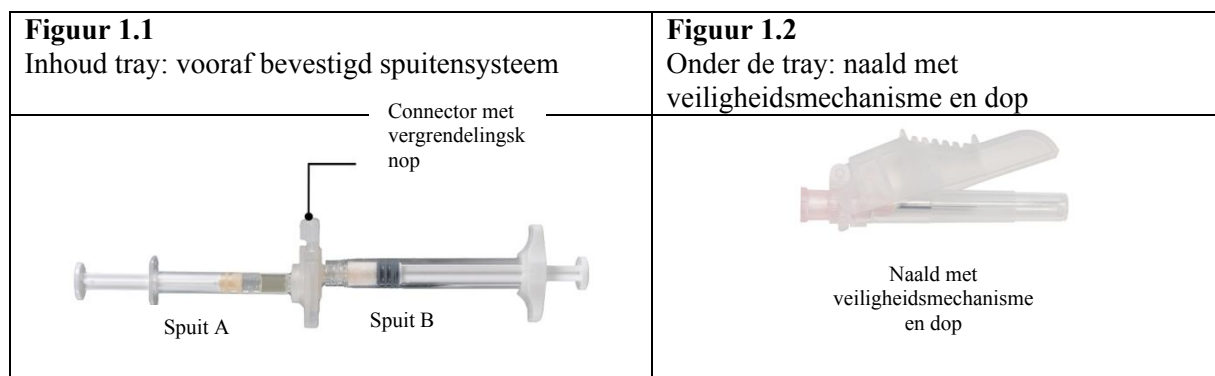 Figuur 1.1
Inhoud tray: vooraf bevestigd spuitensysteem
Figuur 1.2
Onder de tray: naald met
veiligheidsmechanisme en dop
Connector met
vergrendelingsk
nop
Spuit A
Spuit B
Naald met
veiligheidsmechanisme
en dop